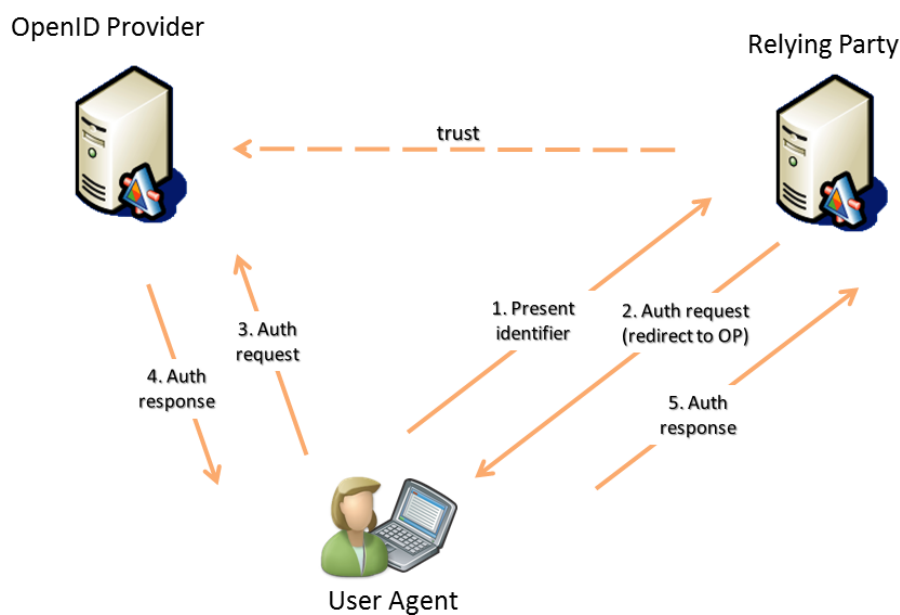 OpenID Provider
Relying Party
trust
1. Present
identifier
2. Auth request
(redirect to OP)
3. Auth
request
4. Auth
response
5. Auth
response
User Agent